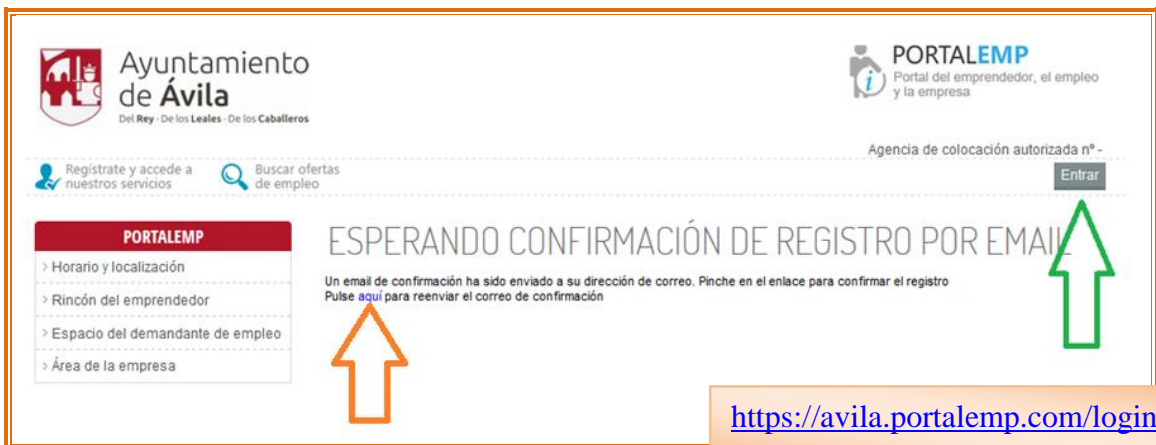 Ayuntamiento
de Ávila
Del Rey · De los Leales · De los Caballeros
PORTALEMP
Portal del emprendedor, el empleo
y la empresa
Agencia de colocación autorizada nº -
Regístrate y accede a
nuestros servicios
Buscar ofertas
de empleo
Entrar
PORTALEMP
> Horario y localización
> Rincón del emprendedor
> Espacio del demandante de empleo
> Área de la empresa
ESPERANDO CONFIRMACIÓN DE REGISTRO POR EMAIL
Un email de confirmación ha sido enviado a su dirección de correo. Pinche en el enlace para confirmar el registro
Pulse aquí para reenviar el correo de confirmación
https://avila.portalemp.com/login